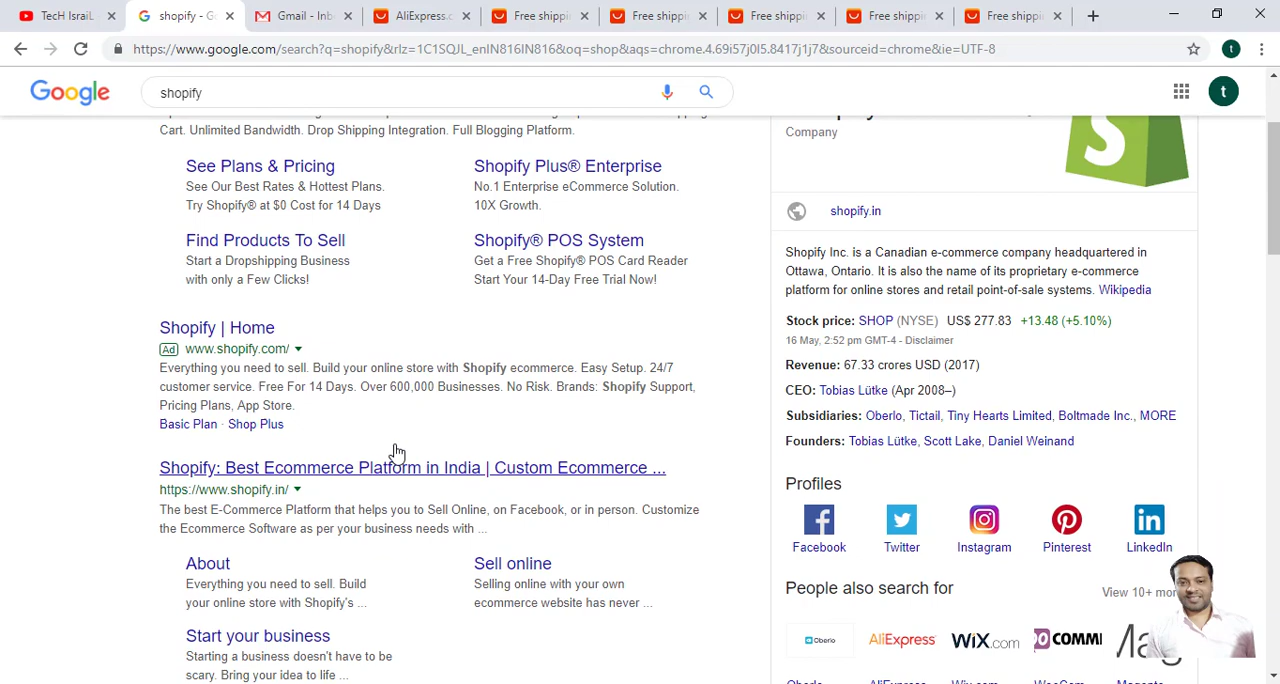 TecH IsraiL
shopify - G
Gmail - Inb
AliExpress.c
Free shippi
Free shippi
Free shippi
Free shippi
Free shippi
https://www.google.com/search?q=shopify&rlz=1C1SQJL_enIN816IN816&oq=shop&aqs=chrome.4.69i57j0l5.8417j1j7&sourceid=chrome&ie=UTF-8
t
Google
shopify
t
Cart. Unlimited Bandwidth. Drop Shipping Integration. Full Blogging Platform.
See Plans & Pricing
See Our Best Rates & Hottest Plans.
Try Shopify® at $0 Cost for 14 Days
Shopify Plus® Enterprise
No.1 Enterprise eCommerce Solution.
10X Growth.
Find Products To Sell
Start a Dropshipping Business
with only a Few Clicks!
Shopify® POS System
Get a Free Shopify® POS Card Reader
Start Your 14-Day Free Trial Now!
Shopify | Home
Ad www.shopify.com/
Everything you need to sell. Build your online store with Shopify ecommerce. Easy Setup. 24/7
customer service. Free For 14 Days. Over 600,000 Businesses. No Risk. Brands: Shopify Support,
Pricing Plans, App Store.
Basic Plan · Shop Plus
Shopify: Best Ecommerce Platform in India | Custom Ecommerce ...
https://www.shopify.in/
The best E-Commerce Platform that helps you to Sell Online, on Facebook, or in person. Customize
the Ecommerce Software as per your business needs with ...
About
Everything you need to sell. Build
your online store with Shopify's ...
Sell online
Selling online with your own
ecommerce website has never ...
Start your business
Starting a business doesn't have to be
scary. Bring your idea to life ...
Company
S
shopify.in
Shopify Inc. is a Canadian e-commerce company headquartered in
Ottawa, Ontario. It is also the name of its proprietary e-commerce
platform for online stores and retail point-of-sale systems. Wikipedia
Stock price: SHOP (NYSE) US$ 277.83 +13.48 (+5.10%)
16 May, 2:52 pm GMT-4 - Disclaimer
Revenue: 67.33 crores USD (2017)
CEO: Tobias Lütke (Apr 2008–)
Subsidiaries: Oberlo, Tictail, Tiny Hearts Limited, Boltmade Inc., MORE
Founders: Tobias Lütke, Scott Lake, Daniel Weinand
Profiles
Facebook
Twitter
Instagram
Pinterest
LinkedIn
People also search for
View 10+ mor
Oberlo
AliExpress
WiX.com
COMM